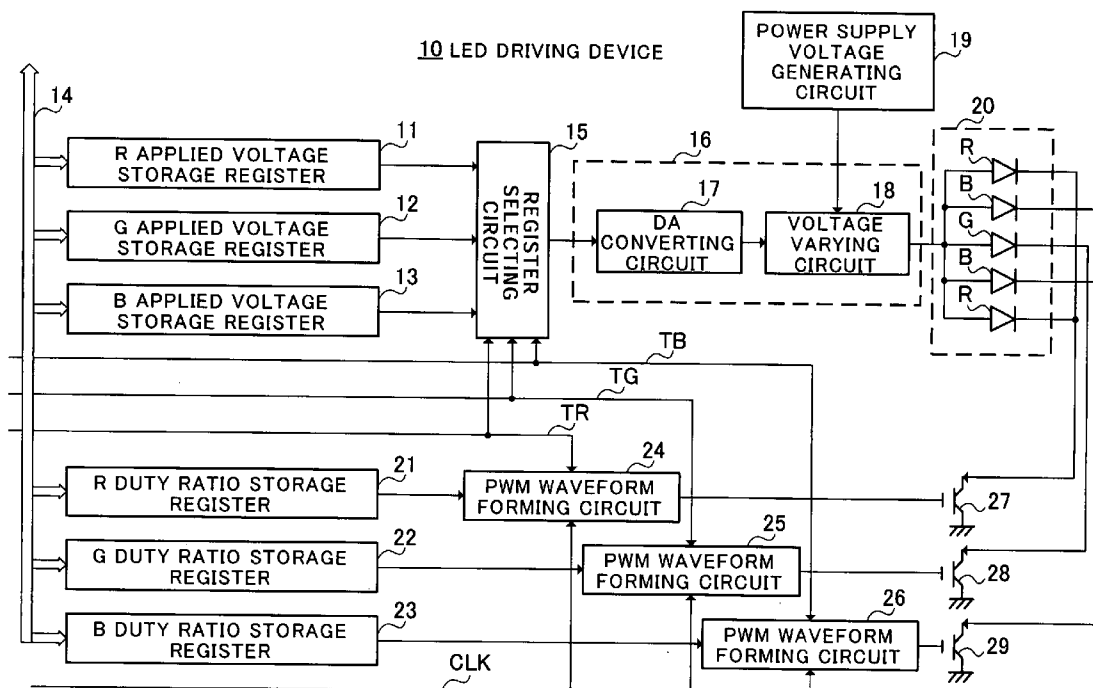 10 LED DRIVING DEVICE
POWER SUPPLY
VOLTAGE
GENERATING
CIRCUIT
19
14
11
R APPLIED VOLTAGE
STORAGE REGISTER
12
G APPLIED VOLTAGE
STORAGE REGISTER
13
B APPLIED VOLTAGE
STORAGE REGISTER
15
REGISTER
SELECTING
CIRCUIT
16
17
DA
CONVERTING
CIRCUIT
18
VOLTAGE
VARYING
CIRCUIT
20
R
B
G
B
R
TB
TG
TR
21
R DUTY RATIO STORAGE
REGISTER
24
PWM WAVEFORM
FORMING CIRCUIT
27
22
G DUTY RATIO STORAGE
REGISTER
25
PWM WAVEFORM
FORMING CIRCUIT
28
23
B DUTY RATIO STORAGE
REGISTER
26
PWM WAVEFORM
FORMING CIRCUIT
29
CLK